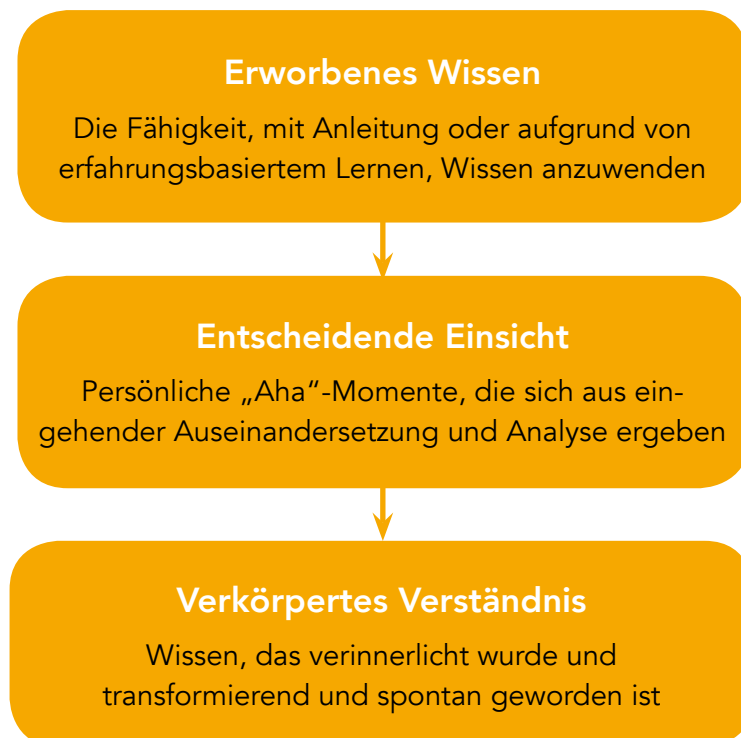 Erworbenes Wissen
Die Fähigkeit, mit Anleitung oder aufgrund von
erfahrungsbasiertem Lernen, Wissen anzuwenden
Entscheidende Einsicht
Persönliche „Aha“-Momente, die sich aus ein-
gehender Auseinandersetzung und Analyse ergeben
Verkörpertes Verständnis
Wissen, das verinnerlicht wurde und
transformierend und spontan geworden ist